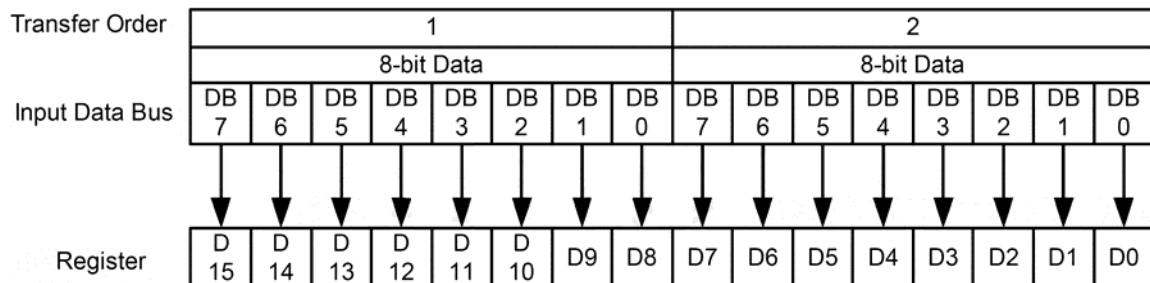 Transfer Order 1 2
8-bit Data 8-bit Data
Input Data Bus DB 7 DB 6 DB 5 DB 4 DB 3 DB 2 DB 1 DB 0 DB 7 DB 6 DB 5 DB 4 DB 3 DB 2 DB 1 DB 0
Register D 15 D 14 D 13 D 12 D 11 D 10 D9 D8 D7 D6 D5 D4 D3 D2 D1 D0